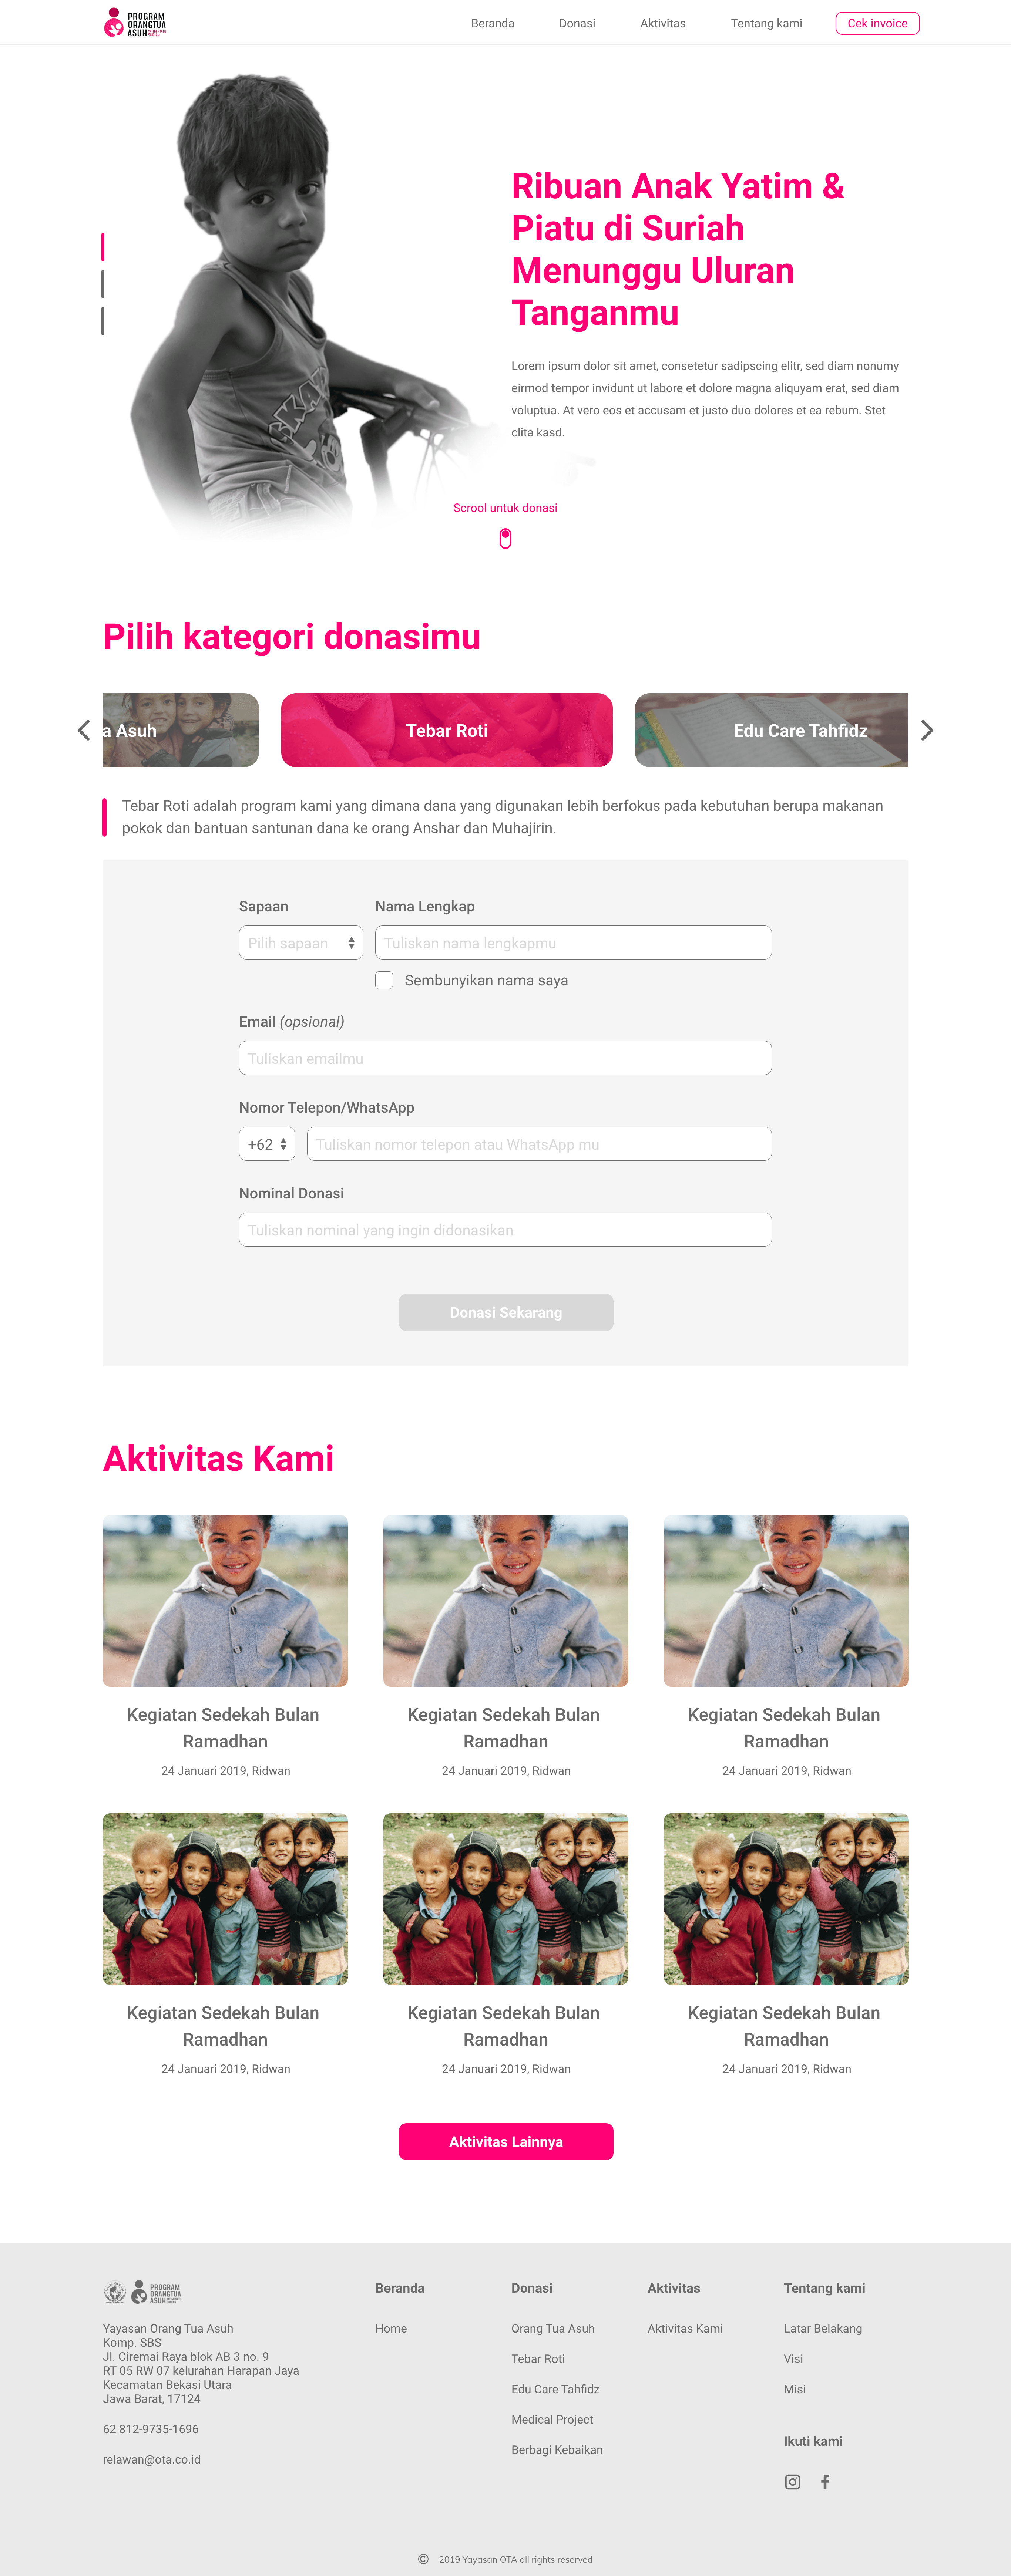 PROGRAM
ORANGTUA
ASUH
Beranda
Donasi
Aktivitas
Tentang kami
Cek invoice
Ribuan Anak Yatim &
Piatu di Suriah
Menunggu Uluran
Tanganmu
Lorem ipsum dolor sit amet, consetetur sadipscing elitr, sed diam nonumy
eirmod tempor invidunt ut labore et dolore magna aliquyam erat, sed diam
voluptua. At vero eos et accusam et justo duo dolores et ea rebum. Stet
clita kasd.
Scrool untuk donasi
Pilih kategori donasimu
a Asuh
Tebar Roti
Edu Care Tahfidz
Tebar Roti adalah program kami yang dimana dana yang digunakan lebih berfokus pada kebutuhan berupa makanan
pokok dan bantuan santunan dana ke orang Anshar dan Muhajirin.
Sapaan
Nama Lengkap
Pilih sapaan
Tuliskan nama lengkapmu
Sembunyikan nama saya
Email (opsional)
Tuliskan emailmu
Nomor Telepon/WhatsApp
+62
Tuliskan nomor telepon atau WhatsApp mu
Nominal Donasi
Tuliskan nominal yang ingin didonasikan
Donasi Sekarang
Aktivitas Kami
Kegiatan Sedekah Bulan
Ramadhan
24 Januari 2019, Ridwan
Kegiatan Sedekah Bulan
Ramadhan
24 Januari 2019, Ridwan
Kegiatan Sedekah Bulan
Ramadhan
24 Januari 2019, Ridwan
Kegiatan Sedekah Bulan
Ramadhan
24 Januari 2019, Ridwan
Kegiatan Sedekah Bulan
Ramadhan
24 Januari 2019, Ridwan
Kegiatan Sedekah Bulan
Ramadhan
24 Januari 2019, Ridwan
Aktivitas Lainnya
PROGRAM
ORANGTUA
ASUH
Yayasan Orang Tua Asuh
Komp. SBS
Jl. Ciremai Raya blok AB 3 no. 9
RT 05 RW 07 kelurahan Harapan Jaya
Kecamatan Bekasi Utara
Jawa Barat, 17124
62 812-9735-1696
relawan@ota.co.id
Beranda
Home
Donasi
Orang Tua Asuh
Tebar Roti
Edu Care Tahfidz
Medical Project
Berbagi Kebaikan
Aktivitas
Aktivitas Kami
Tentang kami
Latar Belakang
Visi
Misi
Ikuti kami
© 2019 Yayasan OTA all rights reserved